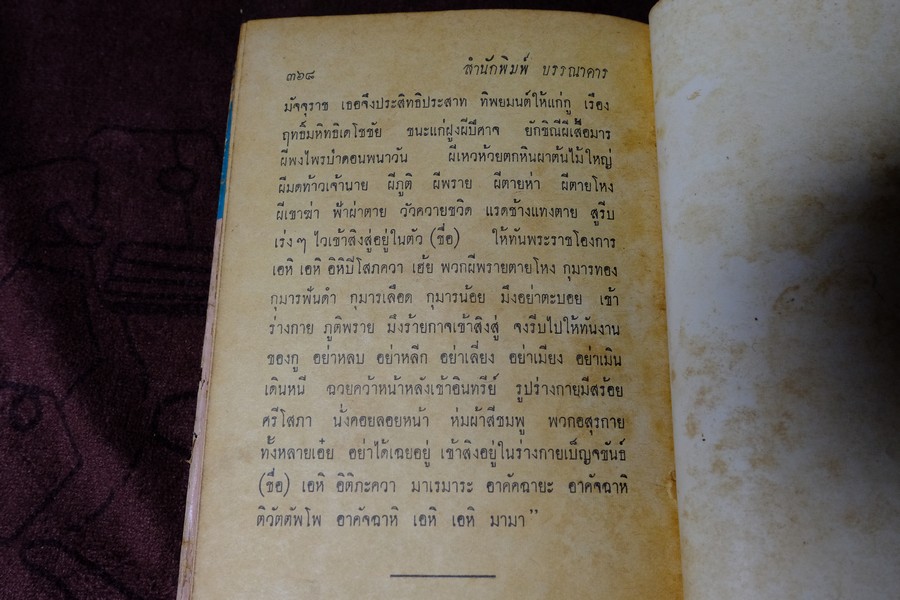 ๓๖๘ สำนักพิมพ์ บรรณาคาร
มัจจุราช เธอจึงประสิทธิประสาท ทิพยมนต์ให้แก่กู เรือง
ฤทธิ์มหิทธิเดโชชัย ชนะแก่ฝูงผีปีศาจ ยักขิณีผีเสื้อมาร
ผีพงไพรป่าดอนพนาวัน ผีเหวห้วยตกหินผาต้นไม้ใหญ่
ผีมดท้าวเจ้านาย ผีภูติ ผีพราย ผีตายห่า ผีตายโหง
ผีเขาฆ่า ฟ้าผ่าตาย วัวควายขวิด แรดช้างแทงตาย สูรีบ
เร่งๆ ไวเข้าสิงสู่อยู่ในตัว (ชื่อ) ให้ทันพระราชโองการ
เอหิ เอหิ อิหิปิโสภควา เฮ้ย พวกผีพรายตายโหง กุมารทอง
กุมารพันดำ กุมารเลือด กุมารน้อย มึงอย่าตะบอย เข้า
ร่างกาย ภูติพราย มึงร้ายกาจเข้าสิงสู่ จงรีบไปให้ทันงาน
ของกู อย่าหลบ อย่าหลีก อย่าเลี่ยง อย่าเมียง อย่าเมิน
เดินหนี ฉวยคว้าหน้าหลังเข้าอินทรีย์ รูปร่างกายมีสร้อย
ศรีโสภา นั่งคอยลอยหน้า ห่มผ้าสีชมพู พวกอสุรกาย
ทั้งหลายเอ๋ย อย่าได้เฉยอยู่ เข้าสิงอยู่ในร่างกายเบ็ญจขันธ์
(ชื่อ) เอหิ อิติภะควา มาเรมาระ อาคัคฉายะ อาคัจฉาหิ
ติวัตตัพโพ อาคัจฉาหิ เอหิ เอหิ มามา”